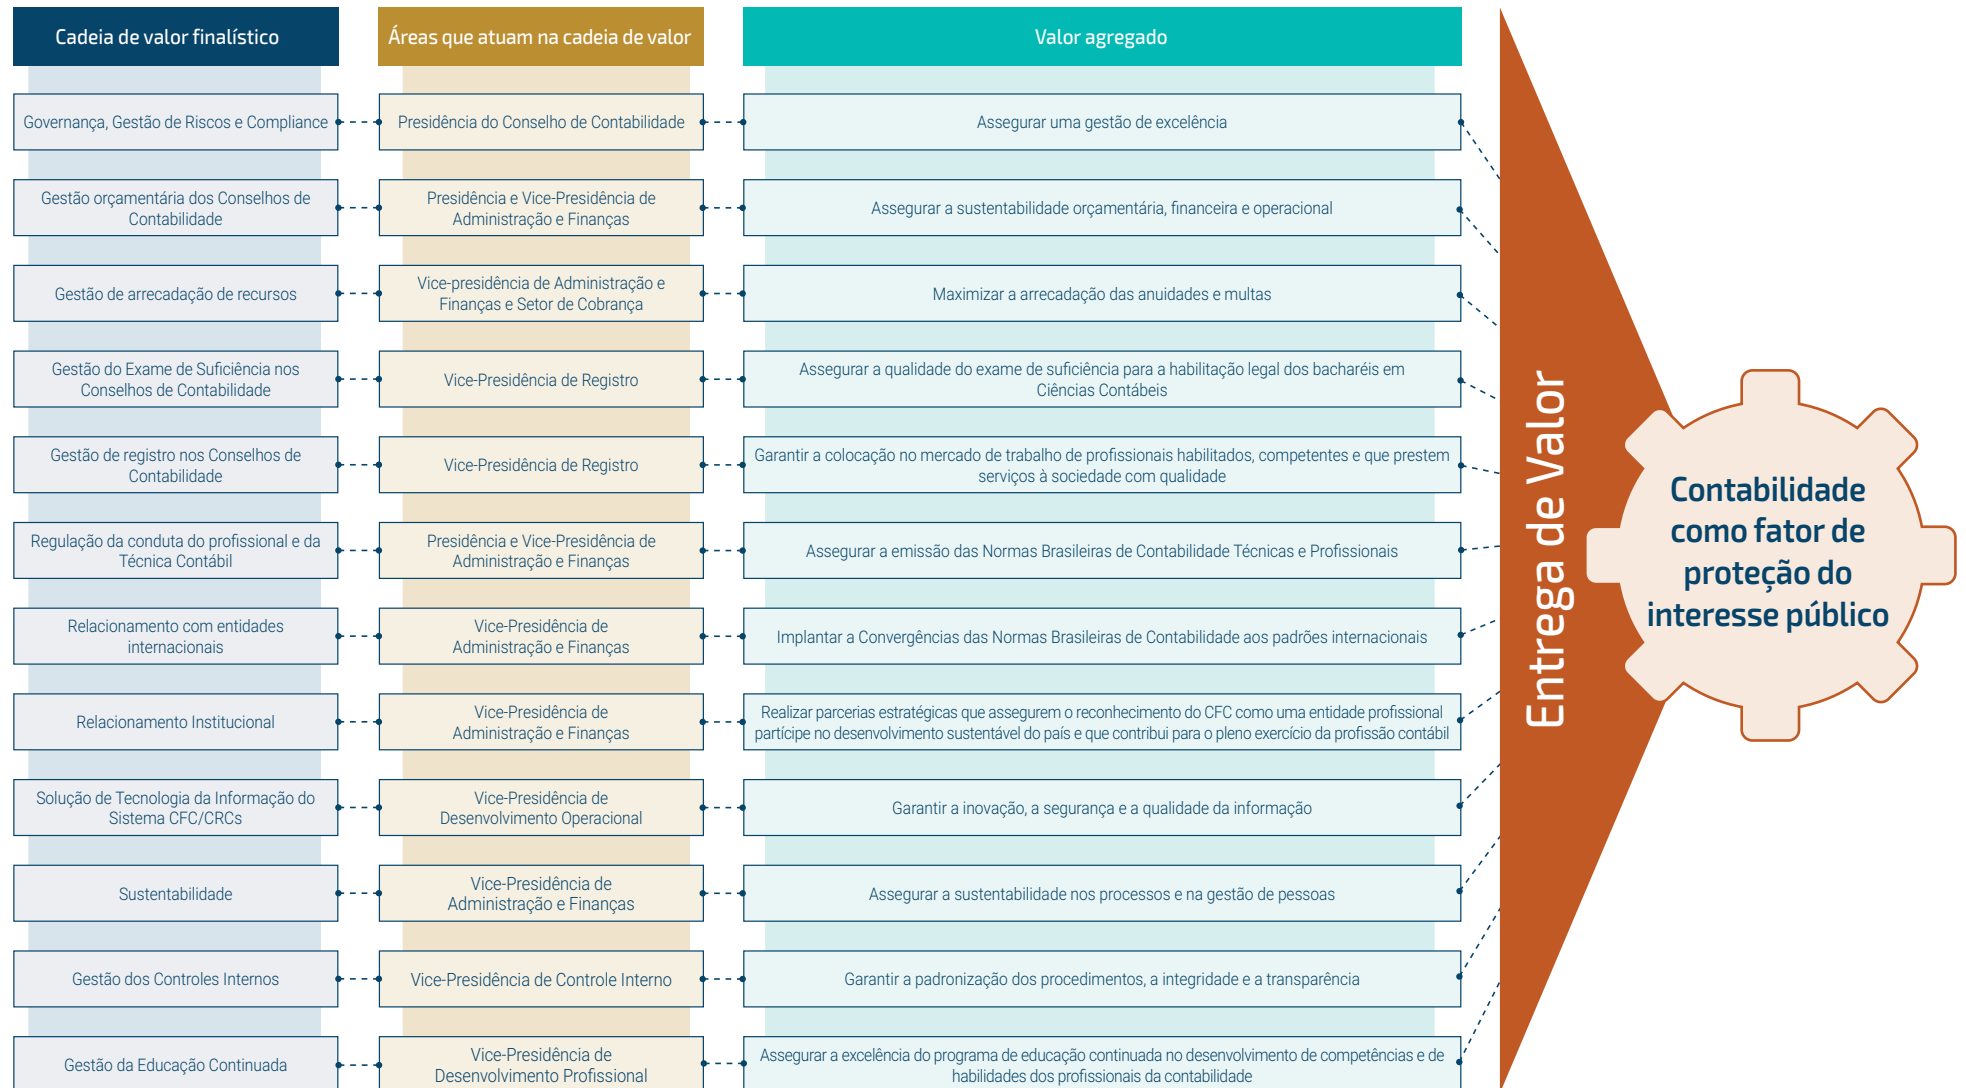 Cadeia de valor finalístico
Áreas que atuam na cadeia de valor
Valor agregado
Governança, Gestão de Riscos e Compliance
Presidência do Conselho de Contabilidade
Assegurar uma gestão de excelência
Gestão orçamentária dos Conselhos de
Contabilidade
Presidência e Vice-Presidência de
Administração e Finanças
Assegurar a sustentabilidade orçamentária, financeira e operacional
Gestão de arrecadação de recursos
Vice-presidência de Administração e
Finanças e Setor de Cobrança
Maximizar a arrecadação das anuidades e multas
Gestão do Exame de Suficiência nos
Conselhos de Contabilidade
Vice-Presidência de Registro
Assegurar a qualidade do exame de suficiência para a habilitação legal dos bacharéis em
Ciências Contábeis
Gestão de registro nos Conselhos de
Contabilidade
Vice-Presidência de Registro
Garantir a colocação no mercado de trabalho de profissionais habilitados, competentes e que prestem
serviços à sociedade com qualidade
Regulação da conduta do profissional e da
Técnica Contábil
Presidência e Vice-Presidência de
Administração e Finanças
Assegurar a emissão das Normas Brasileiras de Contabilidade Técnicas e Profissionais
Relacionamento com entidades
internacionais
Vice-Presidência de
Administração e Finanças
Implantar a Convergências das Normas Brasileiras de Contabilidade aos padrões internacionais
Relacionamento Institucional
Vice-Presidência de
Administração e Finanças
Realizar parcerias estratégicas que assegurem o reconhecimento do CFC como uma entidade profissional
partícipe no desenvolvimento sustentável do país e que contribui para o pleno exercício da profissão contábil
Solução de Tecnologia da Informação do
Sistema CFC/CRCs
Vice-Presidência de
Desenvolvimento Operacional
Garantir a inovação, a segurança e a qualidade da informação
Sustentabilidade
Vice-Presidência de
Administração e Finanças
Assegurar a sustentabilidade nos processos e na gestão de pessoas
Gestão dos Controles Internos
Vice-Presidência de Controle Interno
Garantir a padronização dos procedimentos, a integridade e a transparência
Gestão da Educação Continuada
Vice-Presidência de
Desenvolvimento Profissional
Assegurar a excelência do programa de educação continuada no desenvolvimento de competências e de
habilidades dos profissionais da contabilidade
Entrega de Valor
Contabilidade
como fator de
proteção do
interesse público